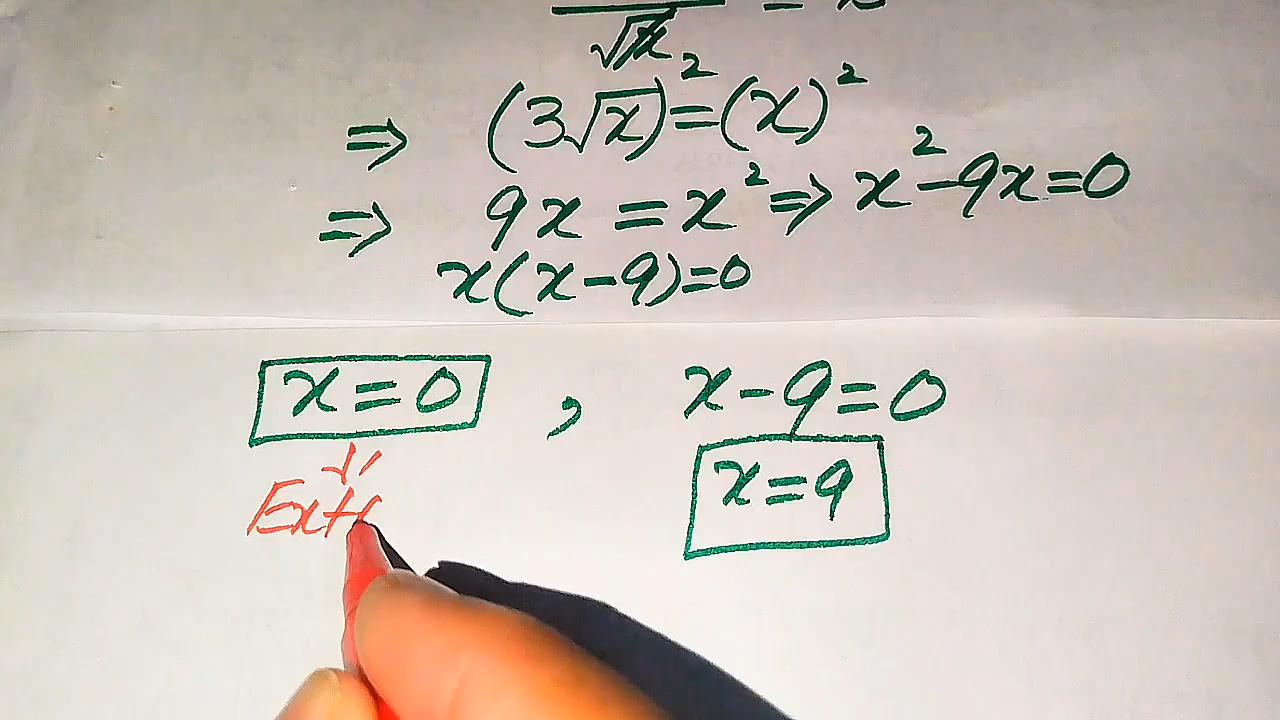 √x
⇒ (3√x)² = (x)²
⇒ 9x = x² ⇒ x² - 9x = 0
x(x - 9) = 0
x = 0 , x - 9 = 0
x = 9
Ext